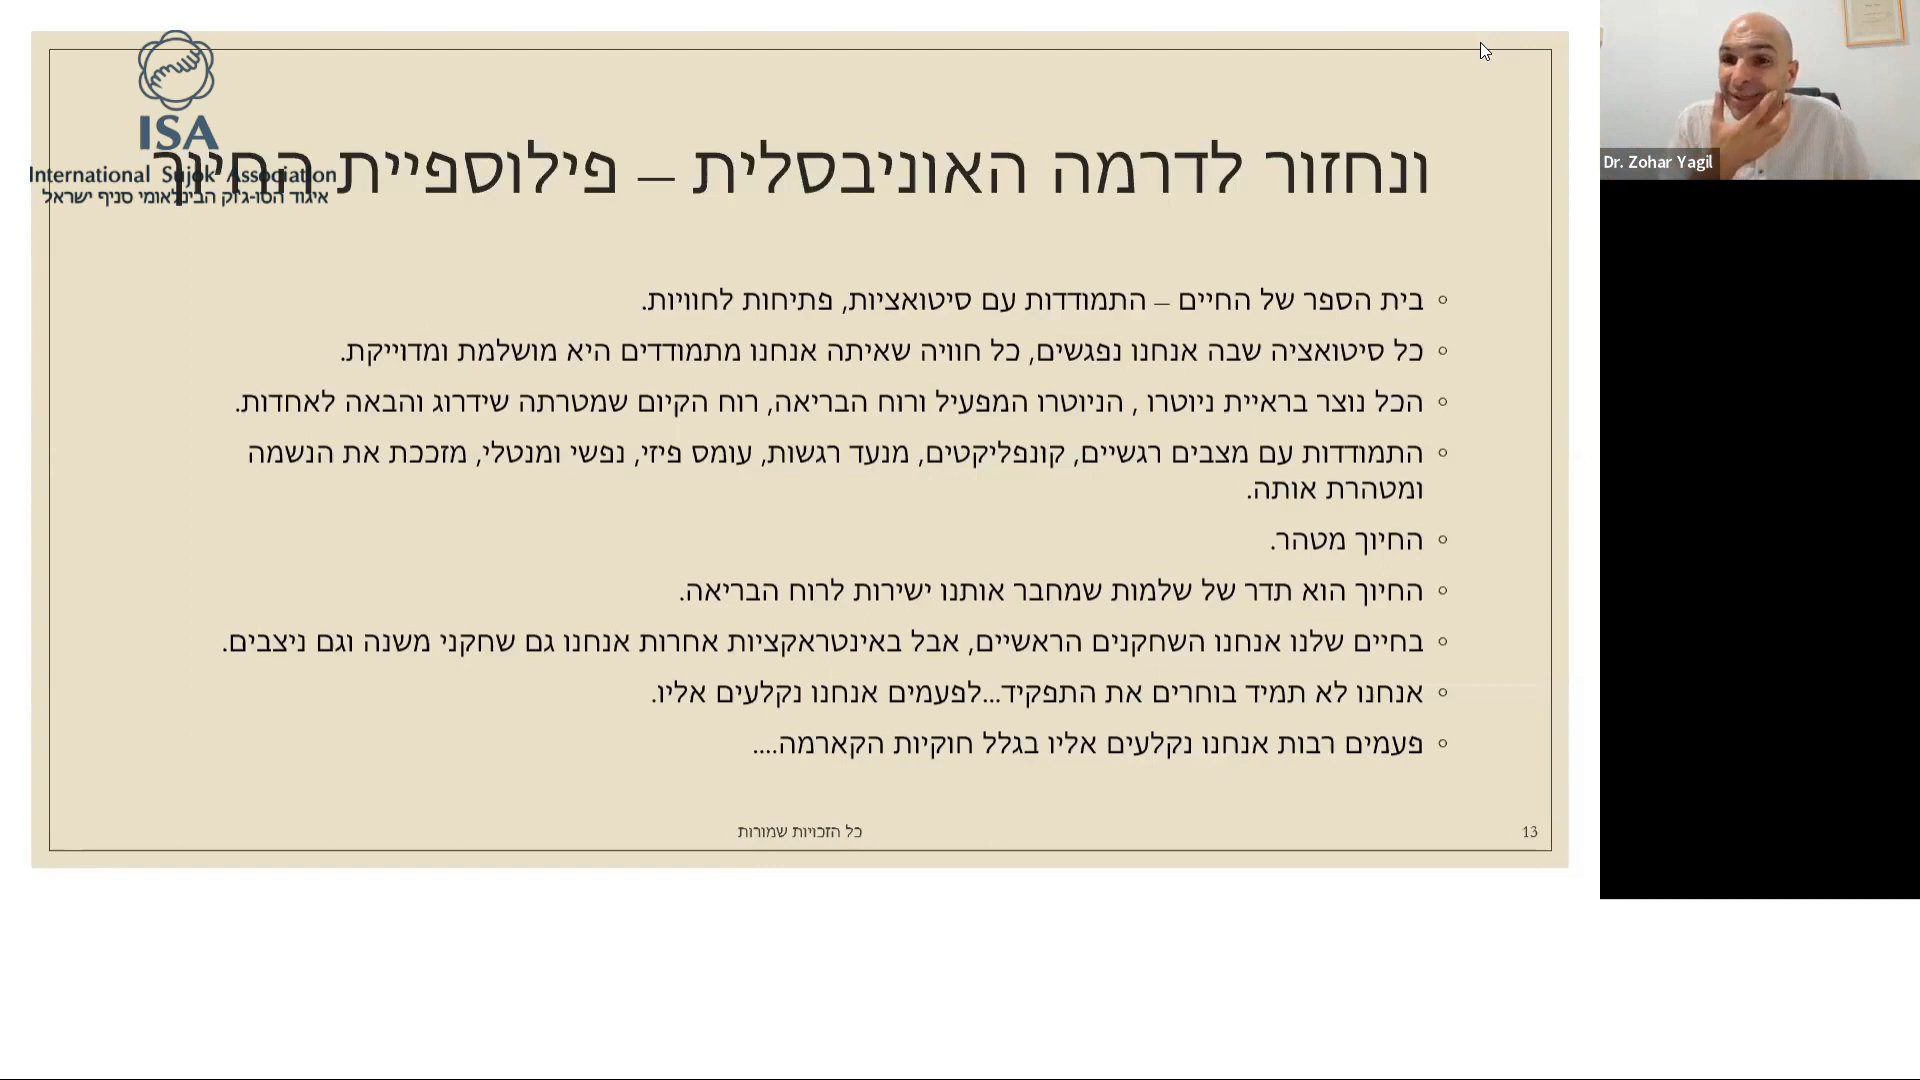 ISA
International Sujok Association
איגוד הסו-ג'וק הבינלאומי סניף ישראל
ונחזור לדרמה האוניבסלית – פילוספיית החיוך
בית הספר של החיים – התמודדות עם סיטואציות, פתיחות לחוויות.
כל סיטואציה שבה אנחנו נפגשים, כל חוויה שאיתה אנחנו מתמודדים היא מושלמת ומדוייקת.
הכל נוצר בראיית ניוטרו , הניוטרו המפעיל ורוח הבריאה, רוח הקיום שמטרתה שידרוג והבאה לאחדות.
התמודדות עם מצבים רגשיים, קונפליקטים, מנעד רגשות, עומס פיזי, נפשי ומנטלי, מזככת את הנשמה
ומטהרת אותה.
החיוך מטהר.
החיוך הוא תדר של שלמות שמחבר אותנו ישירות לרוח הבריאה.
בחיים שלנו אנחנו השחקנים הראשיים, אבל באינטראקציות אחרות אנחנו גם שחקני משנה וגם ניצבים.
אנחנו לא תמיד בוחרים את התפקיד...לפעמים אנחנו נקלעים אליו.
פעמים רבות אנחנו נקלעים אליו בגלל חוקיות הקארמה....
כל הזכויות שמורות
13
Dr. Zohar Yagil